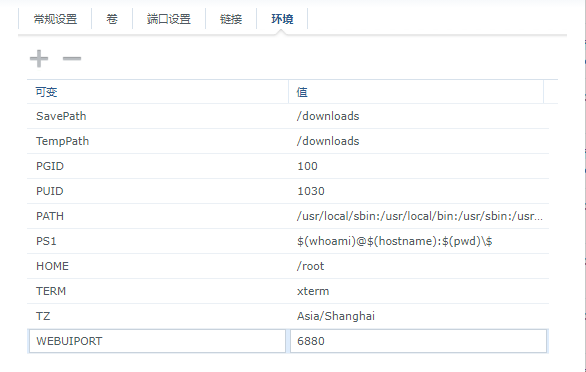 常规设置 卷 端口设置 链接 环境
可变 值
SavePath /downloads
TempPath /downloads
PGID 100
PUID 1030
PATH /usr/local/sbin:/usr/local/bin:/usr/sbin:/usr...
PS1 $(whoami)@$(hostname):$(pwd)\$
HOME /root
TERM xterm
TZ Asia/Shanghai
WEBUIPORT 6880